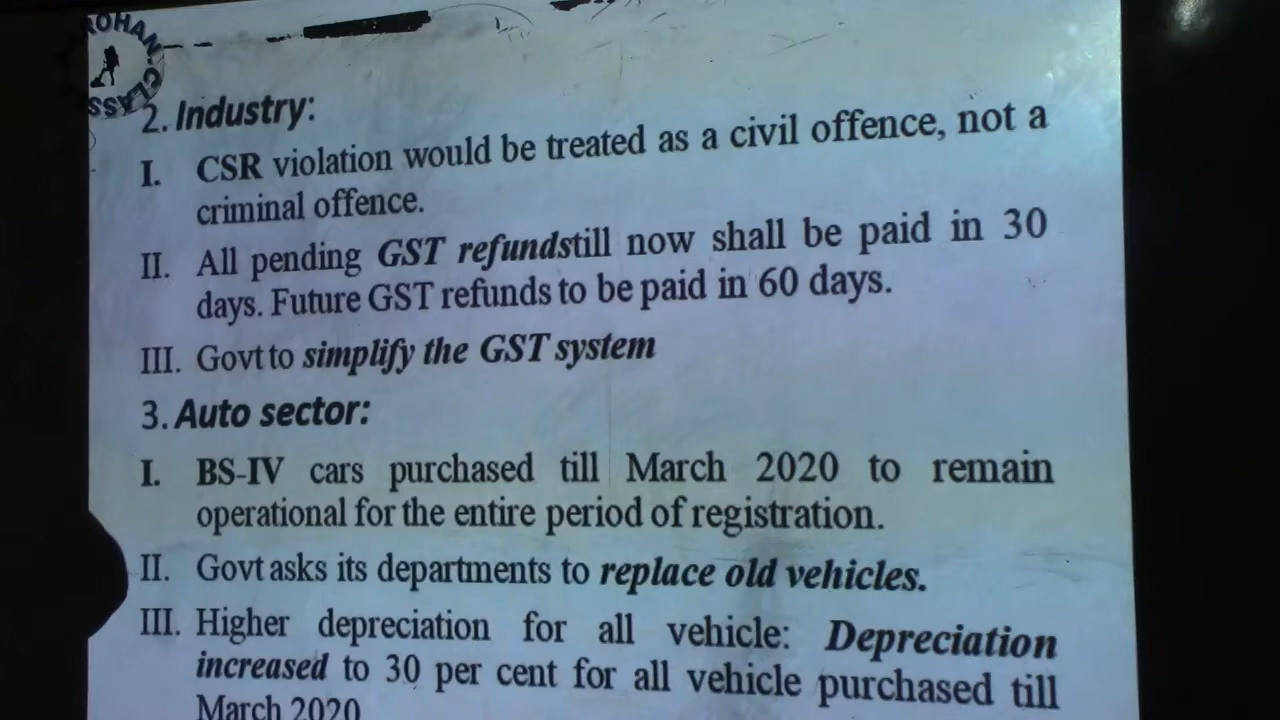 ROHAN CLASS
2. Industry:
I. CSR violation would be treated as a civil offence, not a
criminal offence.
II. All pending GST refundstill now shall be paid in 30
days. Future GST refunds to be paid in 60 days.
III. Govt to simplify the GST system
3. Auto sector:
I. BS-IV cars purchased till March 2020 to remain
operational for the entire period of registration.
II. Govt asks its departments to replace old vehicles.
III. Higher depreciation for all vehicle: Depreciation
increased to 30 per cent for all vehicle purchased till
March 2020